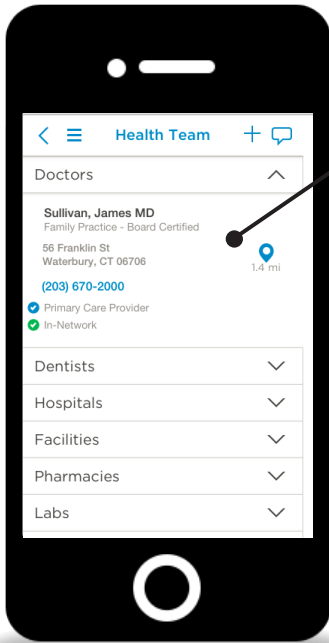 Health Team
Doctors
Sullivan, James MD
Family Practice - Board Certified
56 Franklin St
Waterbury, CT 06706
1.4 mi
(203) 670-2000
Primary Care Provider
In-Network
Dentists
Hospitals
Facilities
Pharmacies
Labs